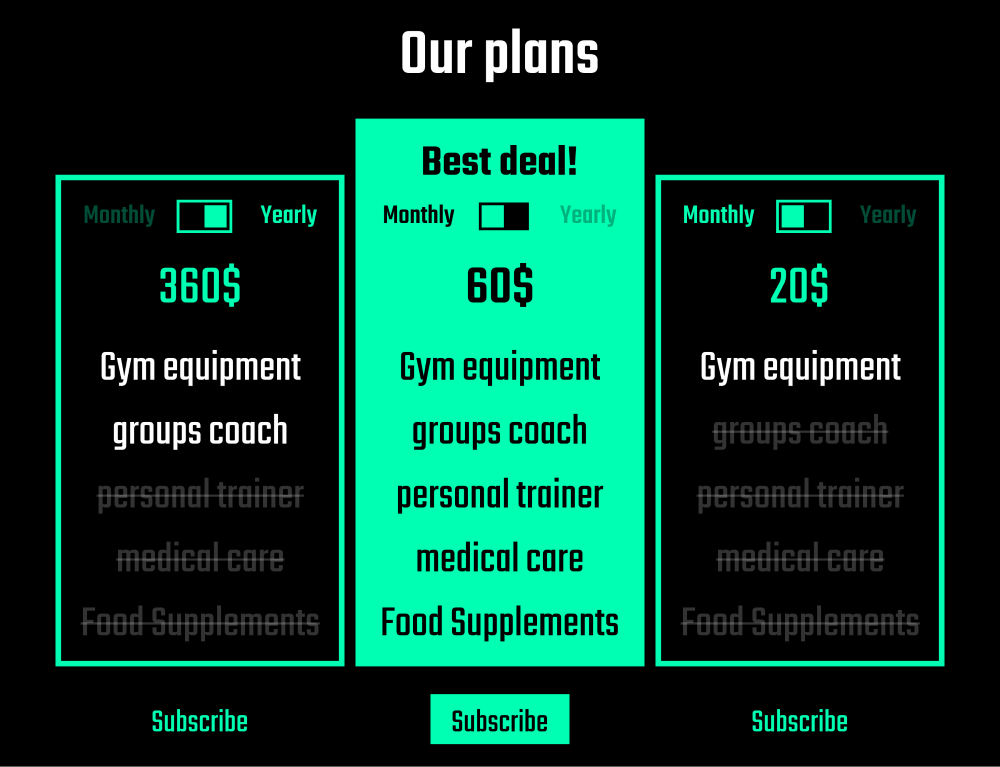 Our plans
Monthly Yearly
360$
Gym equipment
groups coach
personal trainer
medical care
Food Supplements
Subscribe
Best deal!
Monthly Yearly
60$
Gym equipment
groups coach
personal trainer
medical care
Food Supplements
Subscribe
Monthly Yearly
20$
Gym equipment
groups coach
personal trainer
medical care
Food Supplements
Subscribe